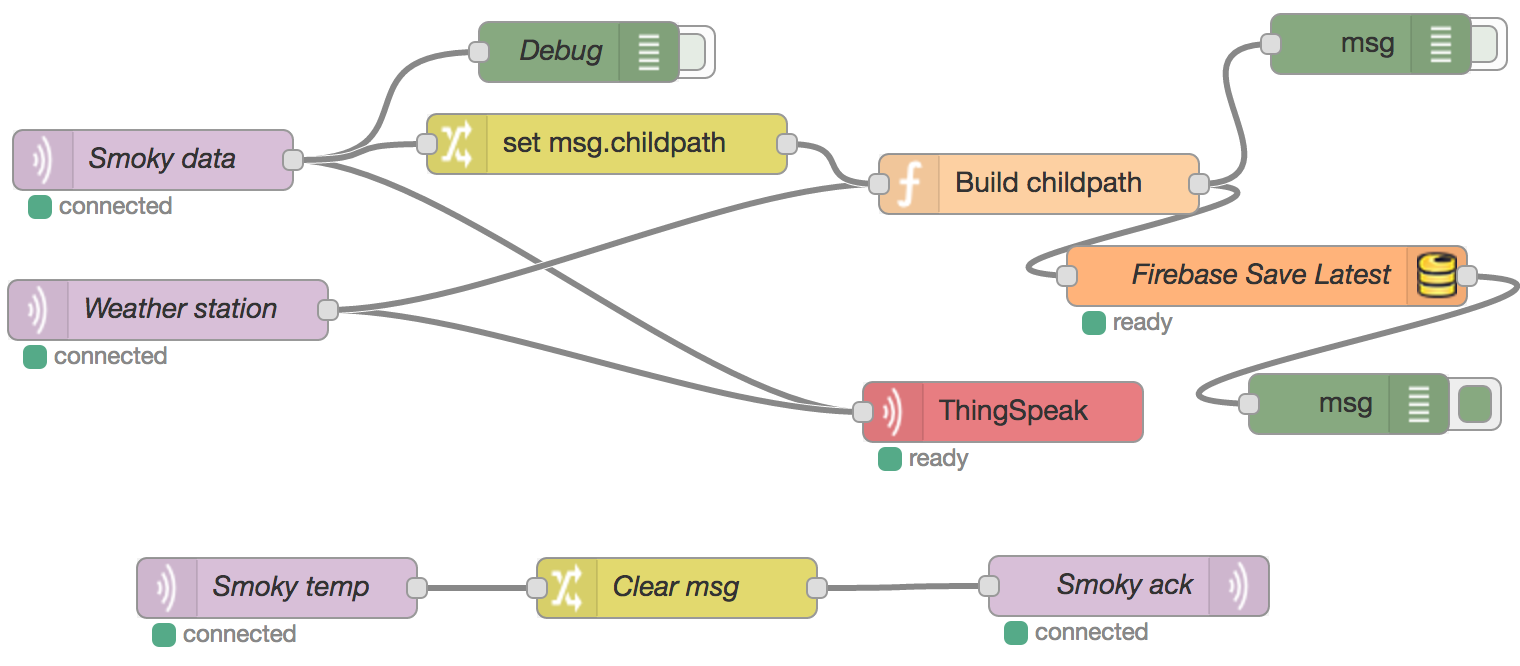 Debug
msg
set msg.childpath
Smoky data
connected
Build childpath
Weather station
connected
Firebase Save Latest
ready
ThingSpeak
ready
msg
Smoky temp
connected
Clear msg
Smoky ack
connected